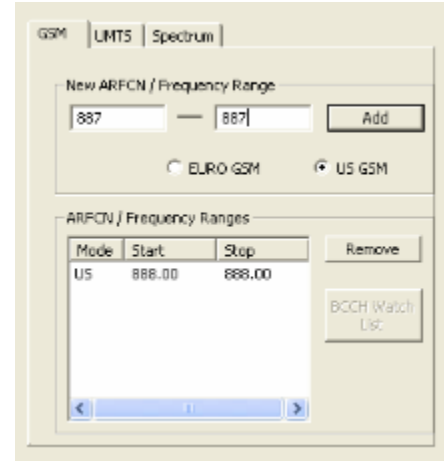 GSM UMTS Spectrum
New ARFCN / Frequency Range
887 — 887 Add
EURO GSM US GSM
ARFCN / Frequency Ranges
Mode Start Stop Remove
US 888.00 888.00
BCCH Watch
List